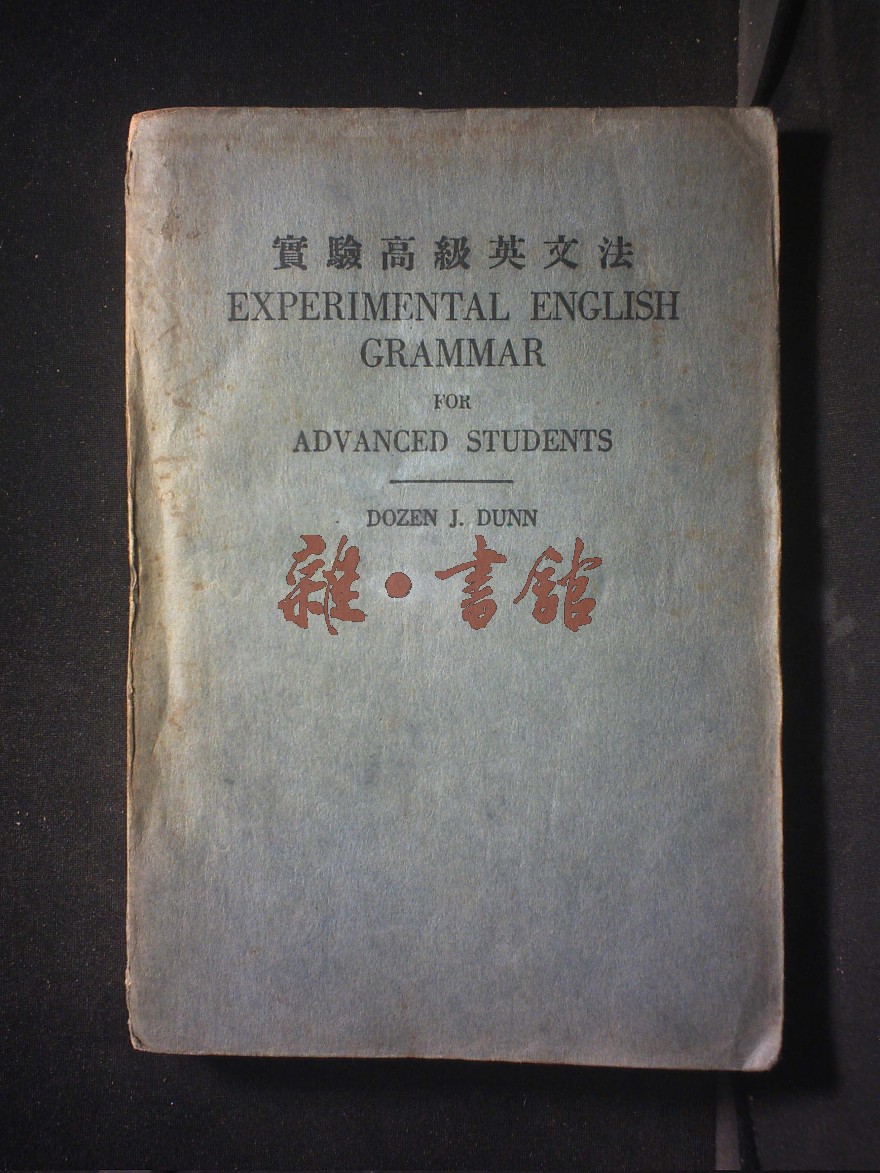 實驗高級英文法
EXPERIMENTAL ENGLISH
GRAMMAR
FOR
ADVANCED STUDENTS
DOZEN J. DUNN
雜·書館